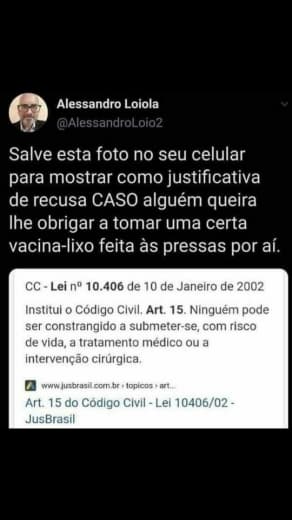 Alessandro Loiola
@AlessandroLoio2
Salve esta foto no seu celular
para mostrar como justificativa
de recusa CASO alguém queira
lhe obrigar a tomar uma certa
vacina-lixo feita às pressas por aí.
CC - Lei nº 10.406 de 10 de Janeiro de 2002
Institui o Código Civil. Art. 15. Ninguém pode
ser constrangido a submeter-se, com risco
de vida, a tratamento médico ou a
intervenção cirúrgica.
www.jusbrasil.com.br › topicos › art...
Art. 15 do Código Civil - Lei 10406/02 -
JusBrasil